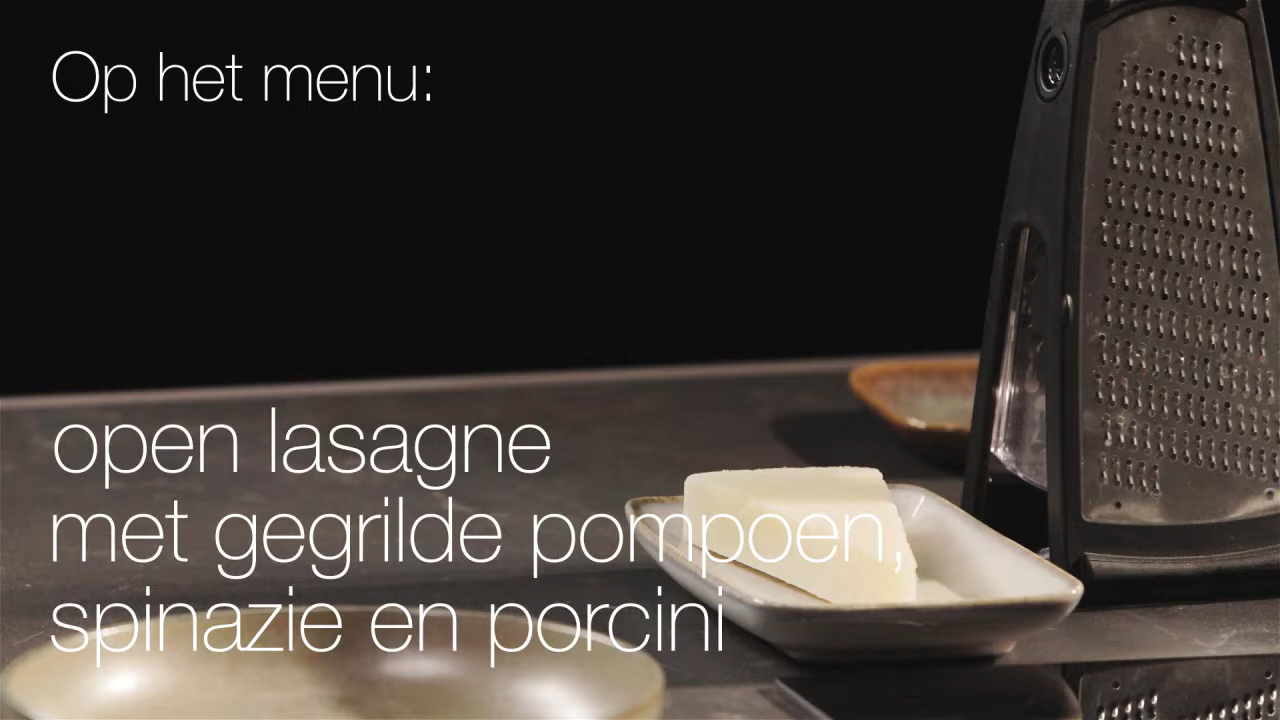 Op het menu:
open lasagne
met gegrilde pompoen,
spinazie en porcini